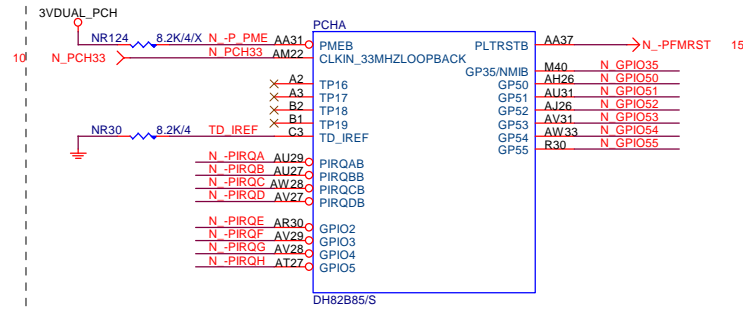 3VDUAL_PCH
PCHA
NR124 8.2K/4/X N_-P_PME AA31 PMEB PLTRSTB AA37 N_-PFMRST 15
10 N_PCH33 N_PCH33 AM22 CLKIN_33MHZLOOPBACK
GP35/NMIB M40 N_GPIO35
A2 TP16 GP50 AH26 N_GPIO50
A3 TP17 GP51 AU31 N_GPIO51
B2 TP18 GP52 AJ26 N_GPIO52
B1 TP19 GP53 AV31 N_GPIO53
NR30 8.2K/4 TD_IREF C3 TD_IREF GP54 AW33 N_GPIO54
GP55 R30 N_GPIO55
N_-PIRQA AU29 PIRQAB
N_-PIRQB AU27 PIRQBB
N_-PIRQC AW28 PIRQCB
N_-PIRQD AV27 PIRQDB
N_-PIRQE AR30 GPIO2
N_-PIRQF AV29 GPIO3
N_-PIRQG AV28 GPIO4
N_-PIRQH AT27 GPIO5
DH82B85/S